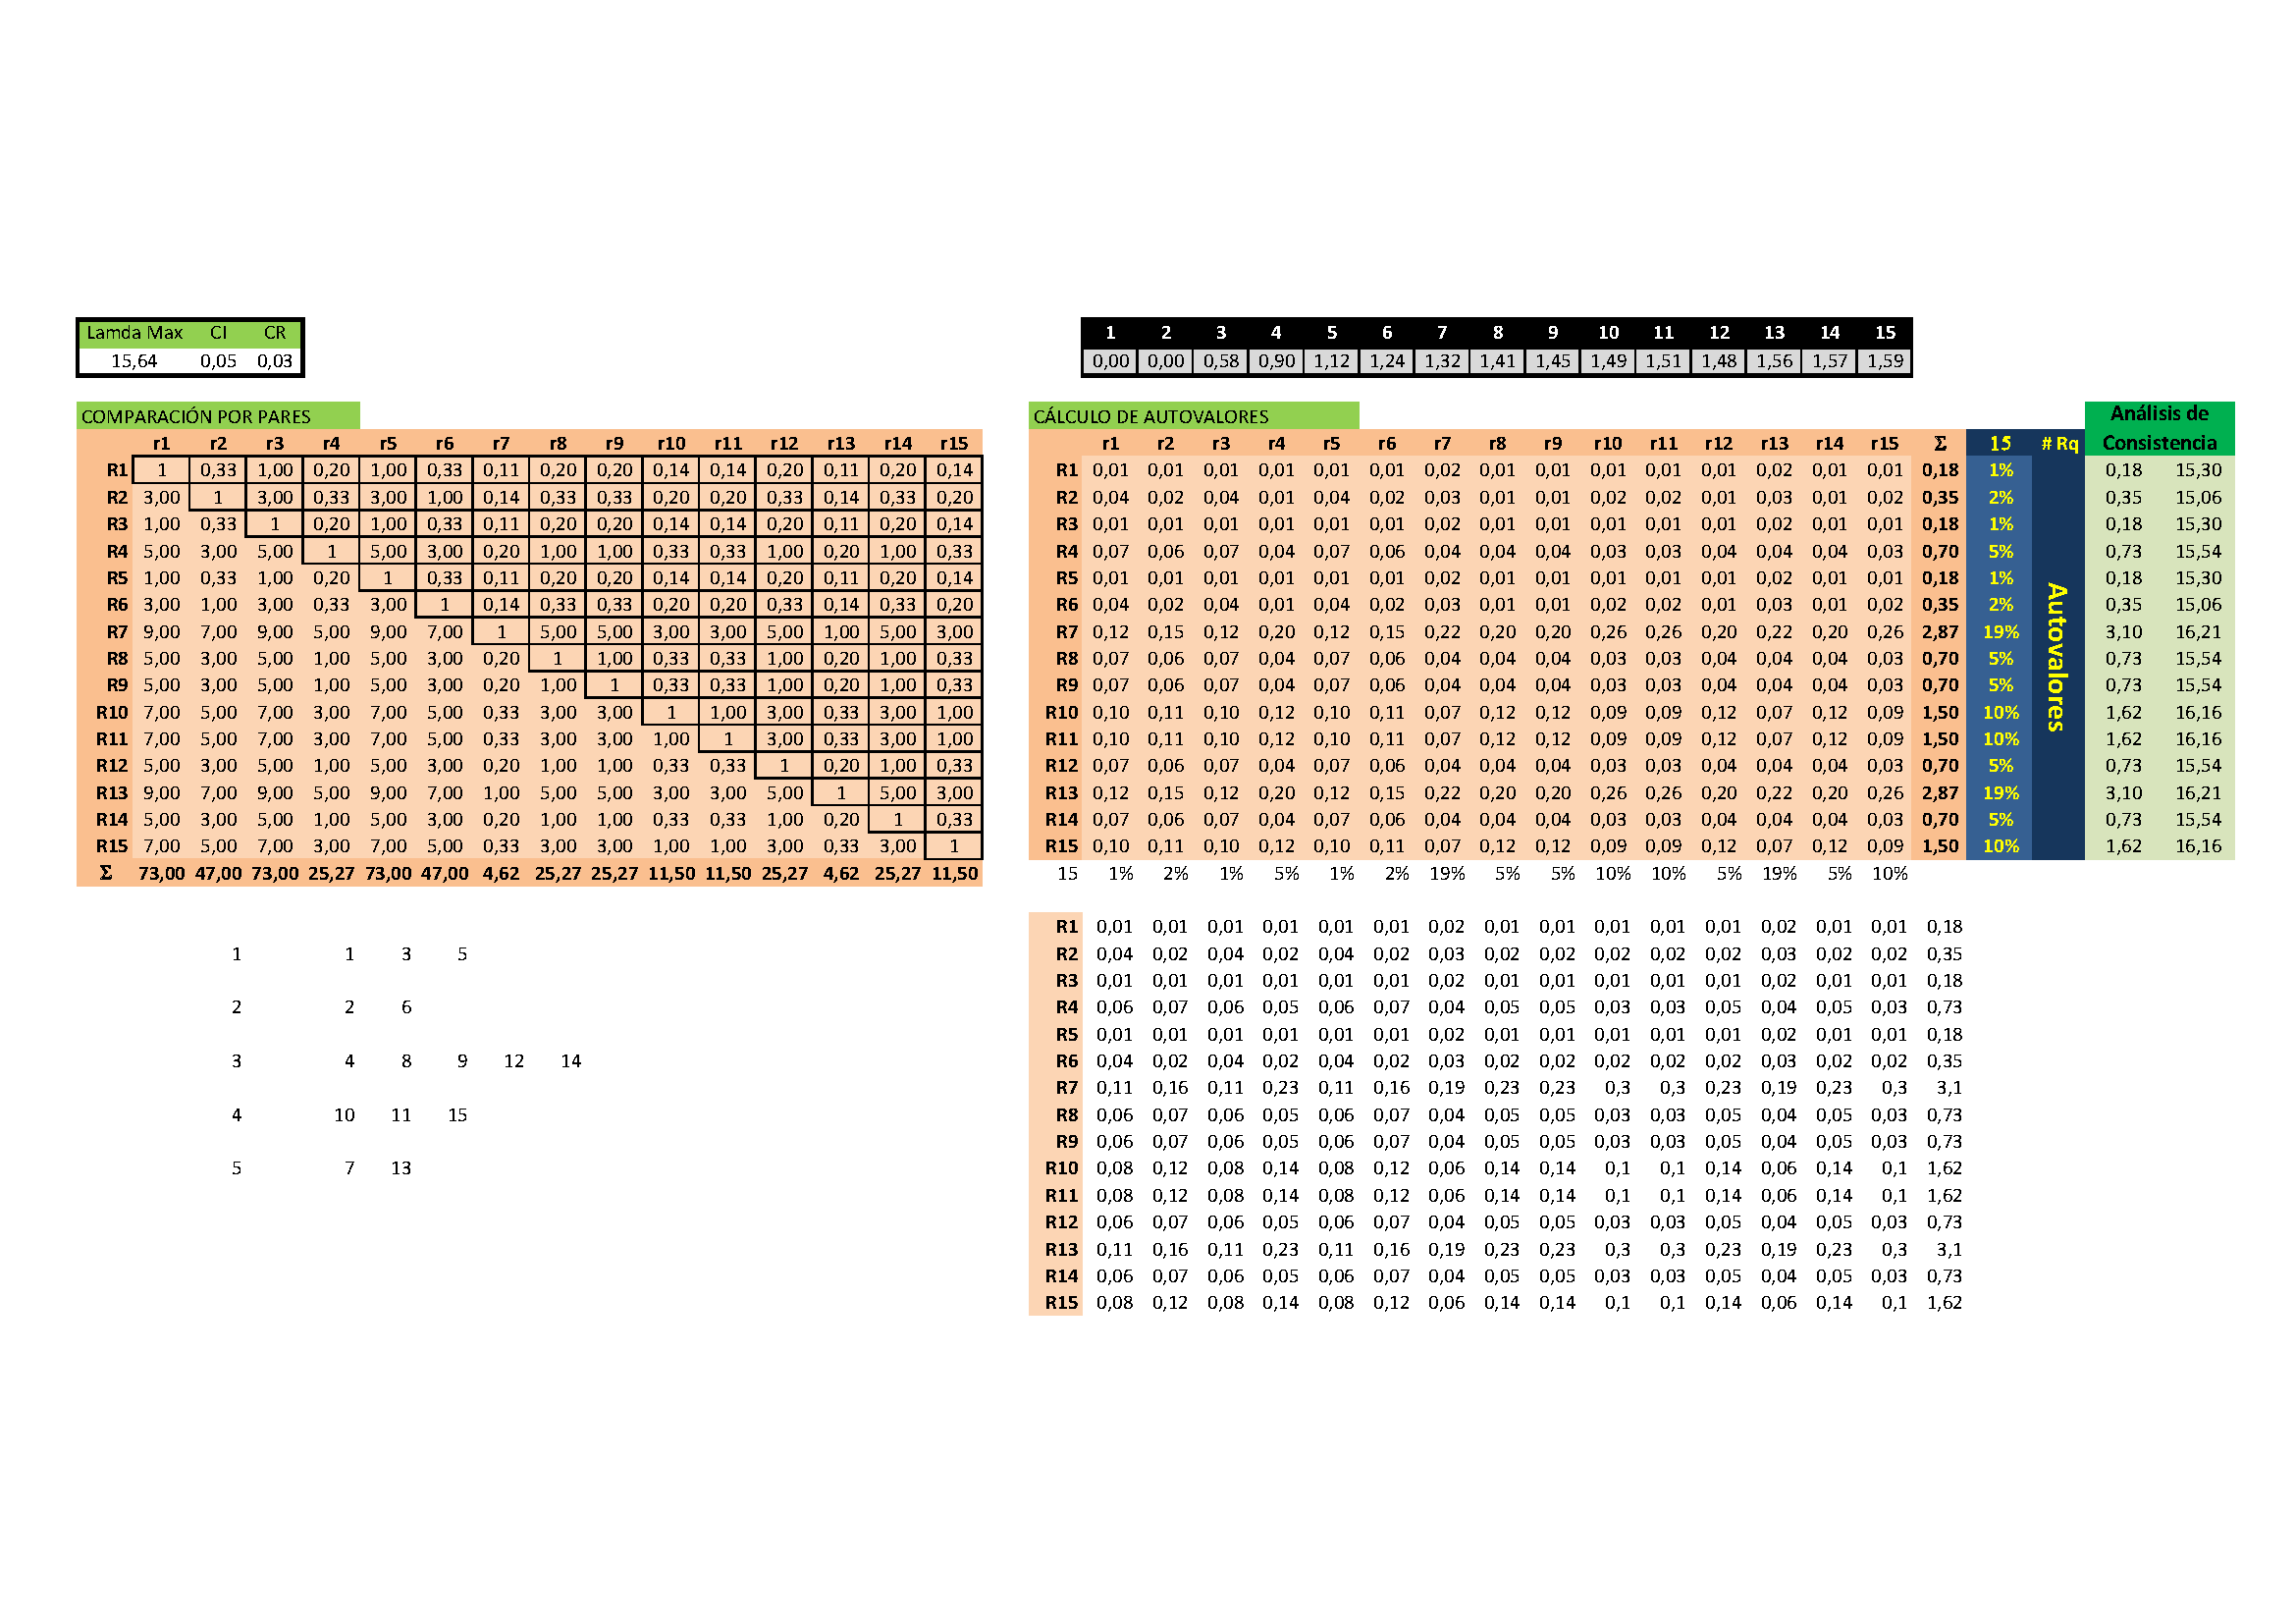 Lamda Max CI CR
15,64 0,05 0,03
1 2 3 4 5 6 7 8 9 10 11 12 13 14 15
0,00 0,00 0,58 0,90 1,12 1,24 1,32 1,41 1,45 1,49 1,51 1,48 1,56 1,57 1,59
COMPARACIÓN POR PARES
r1 r2 r3 r4 r5 r6 r7 r8 r9 r10 r11 r12 r13 r14 r15
R1 1 0,33 1,00 0,20 1,00 0,33 0,11 0,20 0,20 0,14 0,14 0,20 0,11 0,20 0,14
R2 3,00 1 3,00 0,33 3,00 1,00 0,14 0,33 0,33 0,20 0,20 0,33 0,14 0,33 0,20
R3 1,00 0,33 1 0,20 1,00 0,33 0,11 0,20 0,20 0,14 0,14 0,20 0,11 0,20 0,14
R4 5,00 3,00 5,00 1 5,00 3,00 0,20 1,00 1,00 0,33 0,33 1,00 0,20 1,00 0,33
R5 1,00 0,33 1,00 0,20 1 0,33 0,11 0,20 0,20 0,14 0,14 0,20 0,11 0,20 0,14
R6 3,00 1,00 3,00 0,33 3,00 1 0,14 0,33 0,33 0,20 0,20 0,33 0,14 0,33 0,20
R7 9,00 7,00 9,00 5,00 9,00 7,00 1 5,00 5,00 3,00 3,00 5,00 1,00 5,00 3,00
R8 5,00 3,00 5,00 1,00 5,00 3,00 0,20 1 1,00 0,33 0,33 1,00 0,20 1,00 0,33
R9 5,00 3,00 5,00 1,00 5,00 3,00 0,20 1,00 1 0,33 0,33 1,00 0,20 1,00 0,33
R10 7,00 5,00 7,00 3,00 7,00 5,00 0,33 3,00 3,00 1 1,00 3,00 0,33 3,00 1,00
R11 7,00 5,00 7,00 3,00 7,00 5,00 0,33 3,00 3,00 1,00 1 3,00 0,33 3,00 1,00
R12 5,00 3,00 5,00 1,00 5,00 3,00 0,20 1,00 1,00 0,33 0,33 1 0,20 1,00 0,33
R13 9,00 7,00 9,00 5,00 9,00 7,00 1,00 5,00 5,00 3,00 3,00 5,00 1 5,00 3,00
R14 5,00 3,00 5,00 1,00 5,00 3,00 0,20 1,00 1,00 0,33 0,33 1,00 0,20 1 0,33
R15 7,00 5,00 7,00 3,00 7,00 5,00 0,33 3,00 3,00 1,00 1,00 3,00 0,33 3,00 1
Σ 73,00 47,00 73,00 25,27 73,00 47,00 4,62 25,27 25,27 11,50 11,50 25,27 4,62 25,27 11,50
1 1 3 5
2 2 6
3 4 8 9 12 14
4 10 11 15
5 7 13
CÁLCULO DE AUTOVALORES
Análisis de
Consistencia
r1 r2 r3 r4 r5 r6 r7 r8 r9 r10 r11 r12 r13 r14 r15 Σ 15 # Rq
R1 0,01 0,01 0,01 0,01 0,01 0,01 0,02 0,01 0,01 0,01 0,01 0,01 0,02 0,01 0,01 0,18 1% 0,18 15,30
R2 0,04 0,02 0,04 0,01 0,04 0,02 0,03 0,01 0,01 0,02 0,02 0,01 0,03 0,01 0,02 0,35 2% 0,35 15,06
R3 0,01 0,01 0,01 0,01 0,01 0,01 0,02 0,01 0,01 0,01 0,01 0,01 0,02 0,01 0,01 0,18 1% 0,18 15,30
R4 0,07 0,06 0,07 0,04 0,07 0,06 0,04 0,04 0,04 0,03 0,03 0,04 0,04 0,04 0,03 0,70 5% 0,73 15,54
R5 0,01 0,01 0,01 0,01 0,01 0,01 0,02 0,01 0,01 0,01 0,01 0,01 0,02 0,01 0,01 0,18 1% 0,18 15,30
R6 0,04 0,02 0,04 0,01 0,04 0,02 0,03 0,01 0,01 0,02 0,02 0,01 0,03 0,01 0,02 0,35 2% 0,35 15,06
R7 0,12 0,15 0,12 0,20 0,12 0,15 0,22 0,20 0,20 0,26 0,26 0,20 0,22 0,20 0,26 2,87 19% 3,10 16,21
R8 0,07 0,06 0,07 0,04 0,07 0,06 0,04 0,04 0,04 0,03 0,03 0,04 0,04 0,04 0,03 0,70 5% 0,73 15,54
R9 0,07 0,06 0,07 0,04 0,07 0,06 0,04 0,04 0,04 0,03 0,03 0,04 0,04 0,04 0,03 0,70 5% 0,73 15,54
R10 0,10 0,11 0,10 0,12 0,10 0,11 0,07 0,12 0,12 0,09 0,09 0,12 0,07 0,12 0,09 1,50 10% 1,62 16,16
R11 0,10 0,11 0,10 0,12 0,10 0,11 0,07 0,12 0,12 0,09 0,09 0,12 0,07 0,12 0,09 1,50 10% 1,62 16,16
R12 0,07 0,06 0,07 0,04 0,07 0,06 0,04 0,04 0,04 0,03 0,03 0,04 0,04 0,04 0,03 0,70 5% 0,73 15,54
R13 0,12 0,15 0,12 0,20 0,12 0,15 0,22 0,20 0,20 0,26 0,26 0,20 0,22 0,20 0,26 2,87 19% 3,10 16,21
R14 0,07 0,06 0,07 0,04 0,07 0,06 0,04 0,04 0,04 0,03 0,03 0,04 0,04 0,04 0,03 0,70 5% 0,73 15,54
R15 0,10 0,11 0,10 0,12 0,10 0,11 0,07 0,12 0,12 0,09 0,09 0,12 0,07 0,12 0,09 1,50 10% 1,62 16,16
Autovalores
15 1% 2% 1% 5% 1% 2% 19% 5% 5% 10% 10% 5% 19% 5% 10%
R1 0,01 0,01 0,01 0,01 0,01 0,01 0,02 0,01 0,01 0,01 0,01 0,01 0,02 0,01 0,01 0,18
R2 0,04 0,02 0,04 0,02 0,04 0,02 0,03 0,02 0,02 0,02 0,02 0,02 0,03 0,02 0,02 0,35
R3 0,01 0,01 0,01 0,01 0,01 0,01 0,02 0,01 0,01 0,01 0,01 0,01 0,02 0,01 0,01 0,18
R4 0,06 0,07 0,06 0,05 0,06 0,07 0,04 0,05 0,05 0,03 0,03 0,05 0,04 0,05 0,03 0,73
R5 0,01 0,01 0,01 0,01 0,01 0,01 0,02 0,01 0,01 0,01 0,01 0,01 0,02 0,01 0,01 0,18
R6 0,04 0,02 0,04 0,02 0,04 0,02 0,03 0,02 0,02 0,02 0,02 0,02 0,03 0,02 0,02 0,35
R7 0,11 0,16 0,11 0,23 0,11 0,16 0,19 0,23 0,23 0,3 0,3 0,23 0,19 0,23 0,3 3,1
R8 0,06 0,07 0,06 0,05 0,06 0,07 0,04 0,05 0,05 0,03 0,03 0,05 0,04 0,05 0,03 0,73
R9 0,06 0,07 0,06 0,05 0,06 0,07 0,04 0,05 0,05 0,03 0,03 0,05 0,04 0,05 0,03 0,73
R10 0,08 0,12 0,08 0,14 0,08 0,12 0,06 0,14 0,14 0,1 0,1 0,14 0,06 0,14 0,1 1,62
R11 0,08 0,12 0,08 0,14 0,08 0,12 0,06 0,14 0,14 0,1 0,1 0,14 0,06 0,14 0,1 1,62
R12 0,06 0,07 0,06 0,05 0,06 0,07 0,04 0,05 0,05 0,03 0,03 0,05 0,04 0,05 0,03 0,73
R13 0,11 0,16 0,11 0,23 0,11 0,16 0,19 0,23 0,23 0,3 0,3 0,23 0,19 0,23 0,3 3,1
R14 0,06 0,07 0,06 0,05 0,06 0,07 0,04 0,05 0,05 0,03 0,03 0,05 0,04 0,05 0,03 0,73
R15 0,08 0,12 0,08 0,14 0,08 0,12 0,06 0,14 0,14 0,1 0,1 0,14 0,06 0,14 0,1 1,62